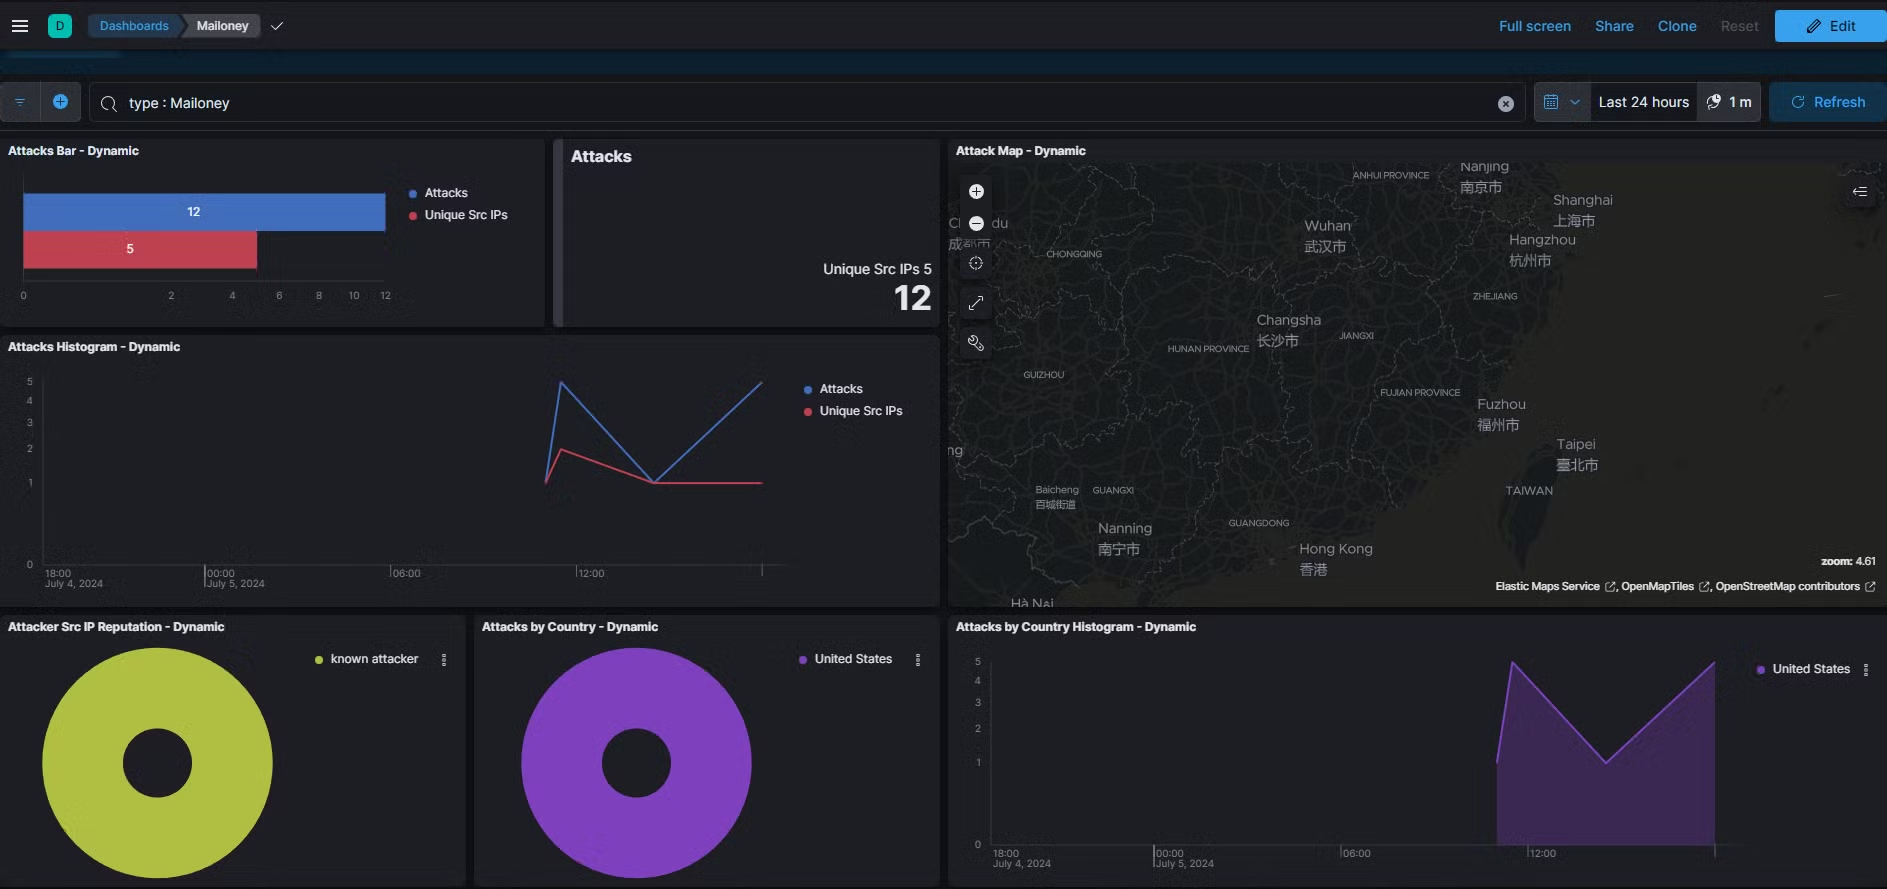 D Dashboards Mailoney Full screen Share Clone Reset Edit
type : Mailoney Last 24 hours 1 m Refresh
Attacks Bar - Dynamic
12
5
Attacks
Unique Src IPs
0 2 4 6 8 10 12
Attacks
Unique Src IPs 5
12
Attack Map - Dynamic
ANHUI PROVINCE
Nanjing
南京市
Shanghai
上海市
Wuhan
武汉市
Hangzhou
杭州市
du
成都市
CHONGQING
ZHEJIANG
Changsha
长沙市
JIANGXI
HUNAN PROVINCE
GUIZHOU
FUJIAN PROVINCE
Fuzhou
福州市
Taipei
臺北市
ng
Baicheng
百城街道
GUANGXI
TAIWAN
Nanning
南宁市
GUANGDONG
Hong Kong
香港
Hà Nội
zoom: 4.61
Elastic Maps Service , OpenMapTiles , OpenStreetMap contributors
Attacks Histogram - Dynamic
5
4
3
2
1
0
Attacks
Unique Src IPs
18:00 00:00 06:00 12:00
July 4, 2024 July 5, 2024
Attacker Src IP Reputation - Dynamic
known attacker
Attacks by Country - Dynamic
United States
Attacks by Country Histogram - Dynamic
5
4
3
2
1
0
United States
18:00 00:00 06:00 12:00
July 4, 2024 July 5, 2024